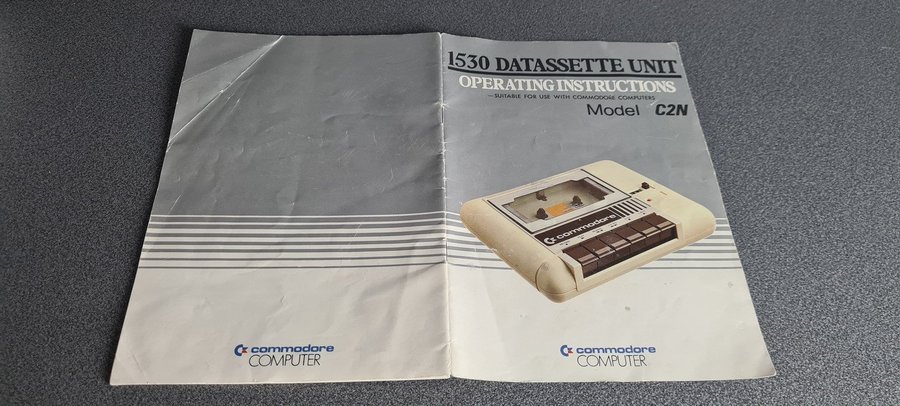 1530 DATASSETTE UNIT
OPERATING INSTRUCTIONS
—SUITABLE FOR USE WITH COMMODORE COMPUTERS
Model C2N
commodore
commodore
COMPUTER
commodore
COMPUTER